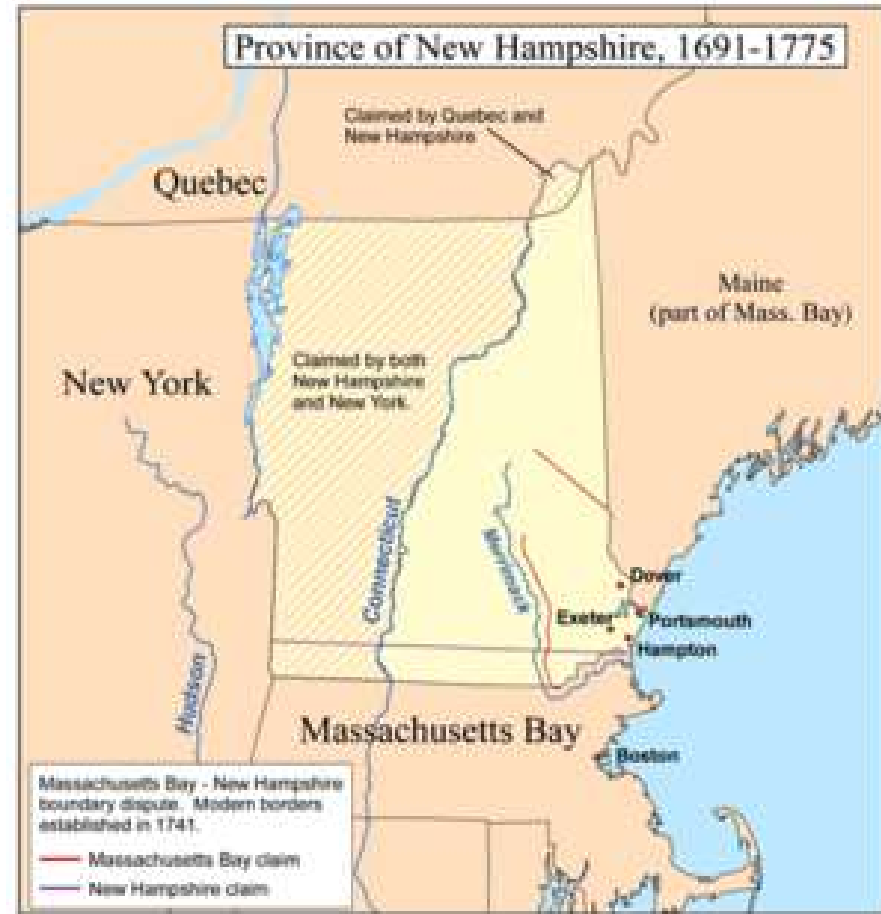 Province of New Hampshire, 1691-1775
Claimed by Quebec and
New Hampshire
Quebec
Maine
(part of Mass. Bay)
Claimed by both
New Hampshire
and New York.
New York
Connecticut
Merrimack
Dover
Exeter
Portsmouth
Hampton
Hudson
Massachusetts Bay
Boston
Massachusetts Bay - New Hampshire
boundary dispute. Modern borders
established in 1741.
Massachusetts Bay claim
New Hampshire claim